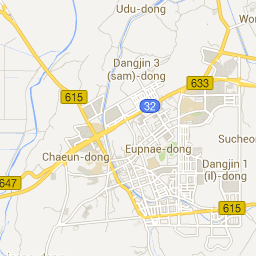 Udu-dong
Wo
Dangjin 3
(sam)-dong
633
615
32
Sucheo
Chaeun-dong
Eupnae-dong
Dangjin 1
(il)-dong
647
615